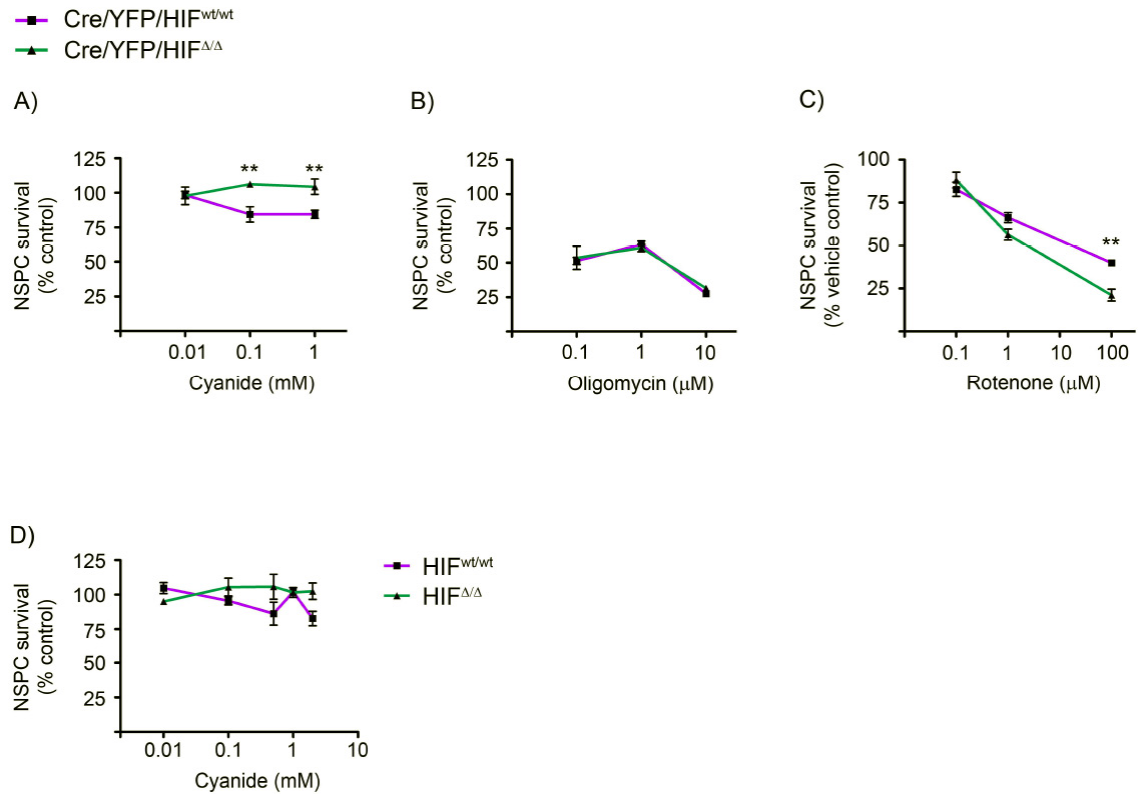 Cre/YFP/HIFwt/wt
Cre/YFP/HIFΔ/Δ
A)
NSPC survival
(% control)
125
100
75
50
25
**
**
0.01
0.1
1
Cyanide (mM)
B)
NSPC survival
(% control)
125
100
75
50
25
0.1
1
10
Oligomycin (μM)
C)
NSPC survival
(% vehicle control)
100
75
50
25
**
0.1
1
10
100
Rotenone (μM)
D)
NSPC survival
(% control)
125
100
75
50
25
0.01
0.1
1
10
Cyanide (mM)
HIFwt/wt
HIFΔ/Δ